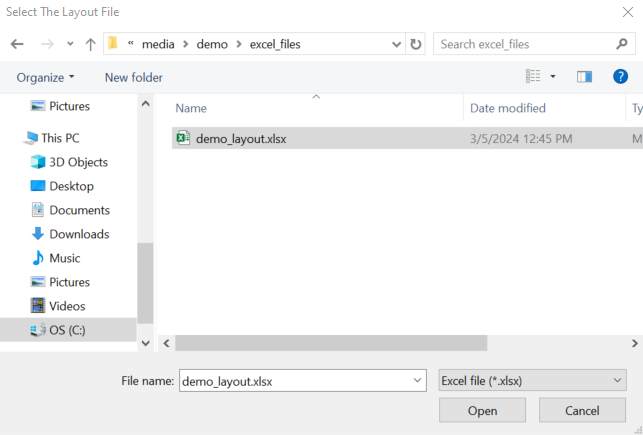 Select The Layout File
« media > demo > excel_files
Search excel_files
Organize
New folder
Pictures
This PC
3D Objects
Desktop
Documents
Downloads
Music
Pictures
Videos
OS (C:)
Name Date modified Ty
demo_layout.xlsx 3/5/2024 12:45 PM M
File name: demo_layout.xlsx Excel file (*.xlsx)
Open Cancel